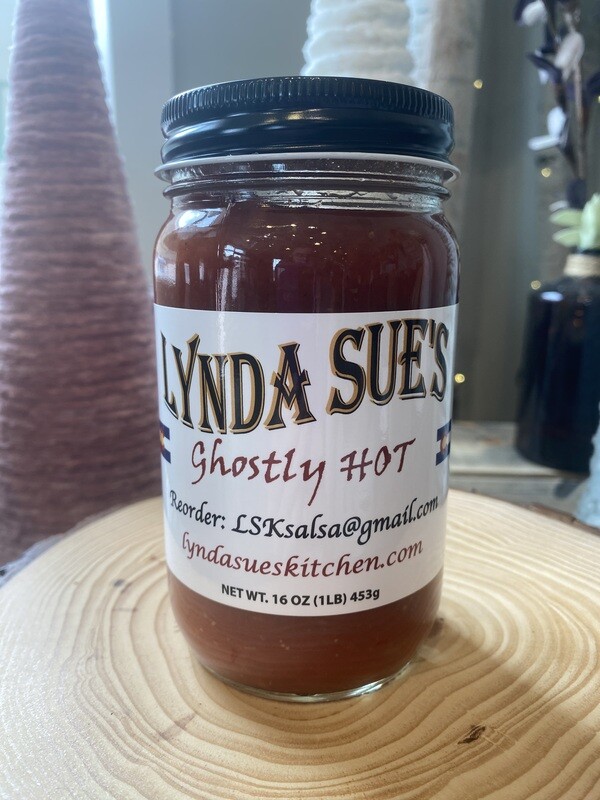 LYNDA SUE'S
Ghostly HOT
Reorder: LSKsalsa@gmail.com
lyndasueskitchen.com
NET WT. 16 OZ (1LB) 453g